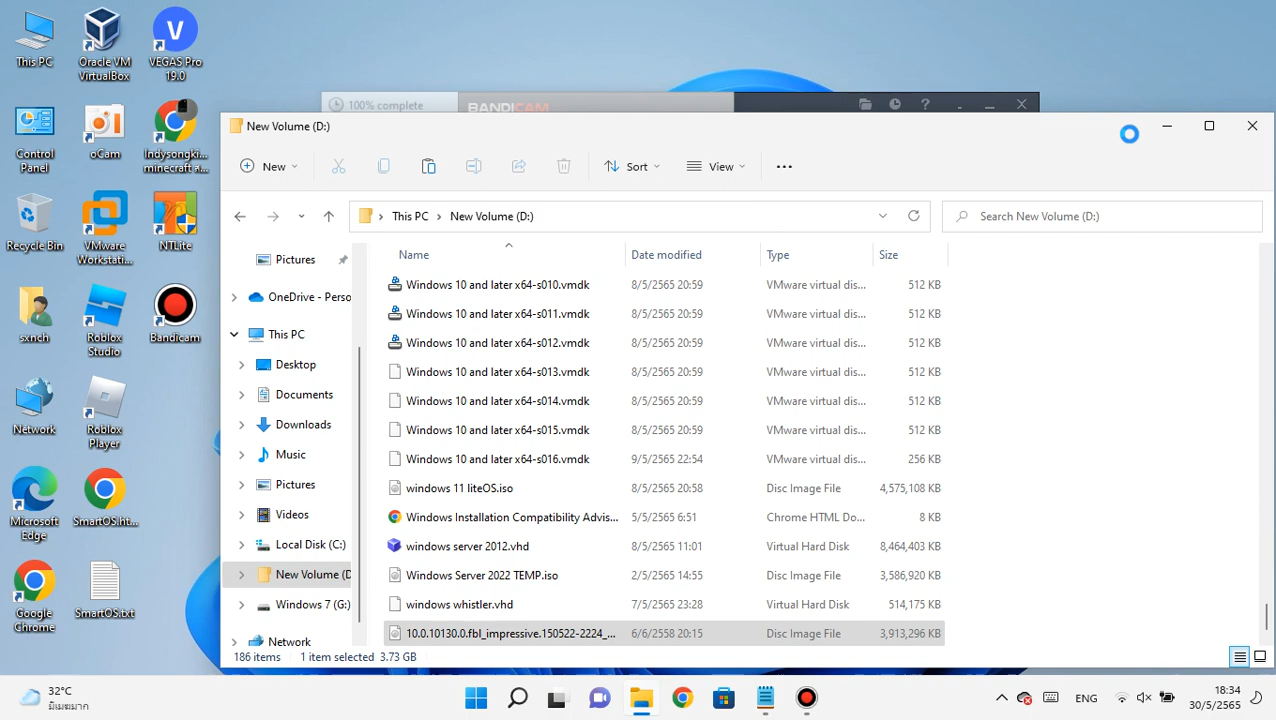 This PC
Oracle VM
VirtualBox
VEGAS Pro
19.0
Control
Panel
oCam
Indysongki...
minecraft ส...
Recycle Bin
VMware
Workstati...
NTLite
sxnch
Roblox
Studio
Bandicam
Network
Roblox
Player
Microsoft
Edge
SmartOS.ht...
Google
Chrome
SmartOS.txt
100% complete
BANDICAM
New Volume (D:)
New
Sort
View
This PC
New Volume (D:)
Search New Volume (D:)
Pictures
OneDrive - Perso
This PC
Desktop
Documents
Downloads
Music
Pictures
Videos
Local Disk (C:)
New Volume (D
Windows 7 (G:)
Network
Name Date modified Type Size
Windows 10 and later x64-s010.vmdk 8/5/2565 20:59 VMware virtual dis... 512 KB
Windows 10 and later x64-s011.vmdk 8/5/2565 20:59 VMware virtual dis... 512 KB
Windows 10 and later x64-s012.vmdk 8/5/2565 20:59 VMware virtual dis... 512 KB
Windows 10 and later x64-s013.vmdk 8/5/2565 20:59 VMware virtual dis... 512 KB
Windows 10 and later x64-s014.vmdk 8/5/2565 20:59 VMware virtual dis... 512 KB
Windows 10 and later x64-s015.vmdk 8/5/2565 20:59 VMware virtual dis... 512 KB
Windows 10 and later x64-s016.vmdk 9/5/2565 22:54 VMware virtual dis... 256 KB
windows 11 liteOS.iso 8/5/2565 20:58 Disc Image File 4,575,108 KB
Windows Installation Compatibility Advis... 5/5/2565 6:51 Chrome HTML Do... 8 KB
windows server 2012.vhd 8/5/2565 11:01 Virtual Hard Disk 8,464,403 KB
Windows Server 2022 TEMP.iso 2/5/2565 14:55 Disc Image File 3,586,920 KB
windows whistler.vhd 7/5/2565 23:28 Virtual Hard Disk 514,175 KB
10.0.10130.0.fbl_impressive.150522-2224_... 6/6/2558 20:15 Disc Image File 3,913,296 KB
186 items 1 item selected 3.73 GB
32°C
มีเมฆมาก
ENG
18:34
30/5/2565